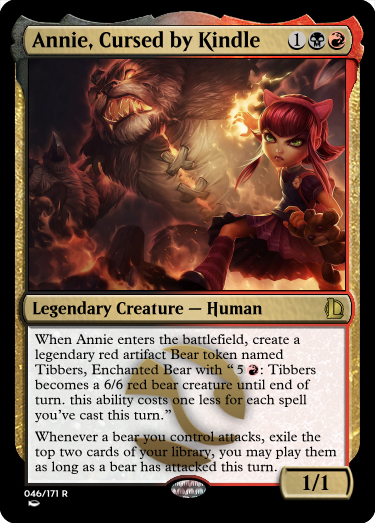 Annie, Cursed by Kindle 1
Legendary Creature — Human
When Annie enters the battlefield, create a
legendary red artifact Bear token named
Tibbers, Enchanted Bear with “ 5 : Tibbers
becomes a 6/6 red bear creature until end of
turn. this ability costs one less for each spell
you’ve cast this turn.”
Whenever a bear you control attacks, exile the
top two cards of your library, you may play them
as long as a bear has attacked this turn.
1/1
046/171 R